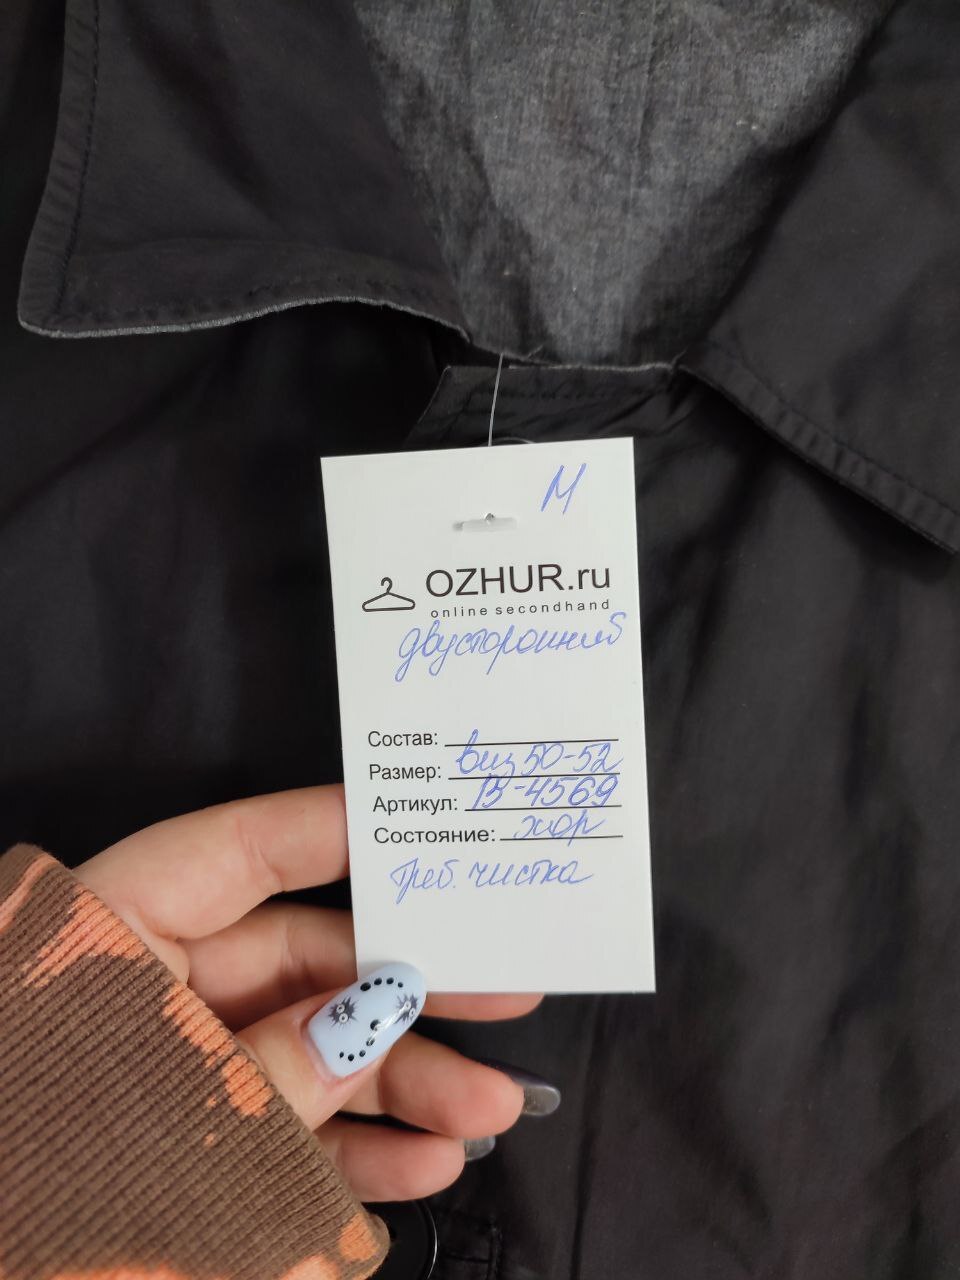 М
OZHUR.ru
online secondhand
двусторонний
Состав:
Размер: виз 50-52
Артикул: В-4569
Состояние: хор
Треб. чистка